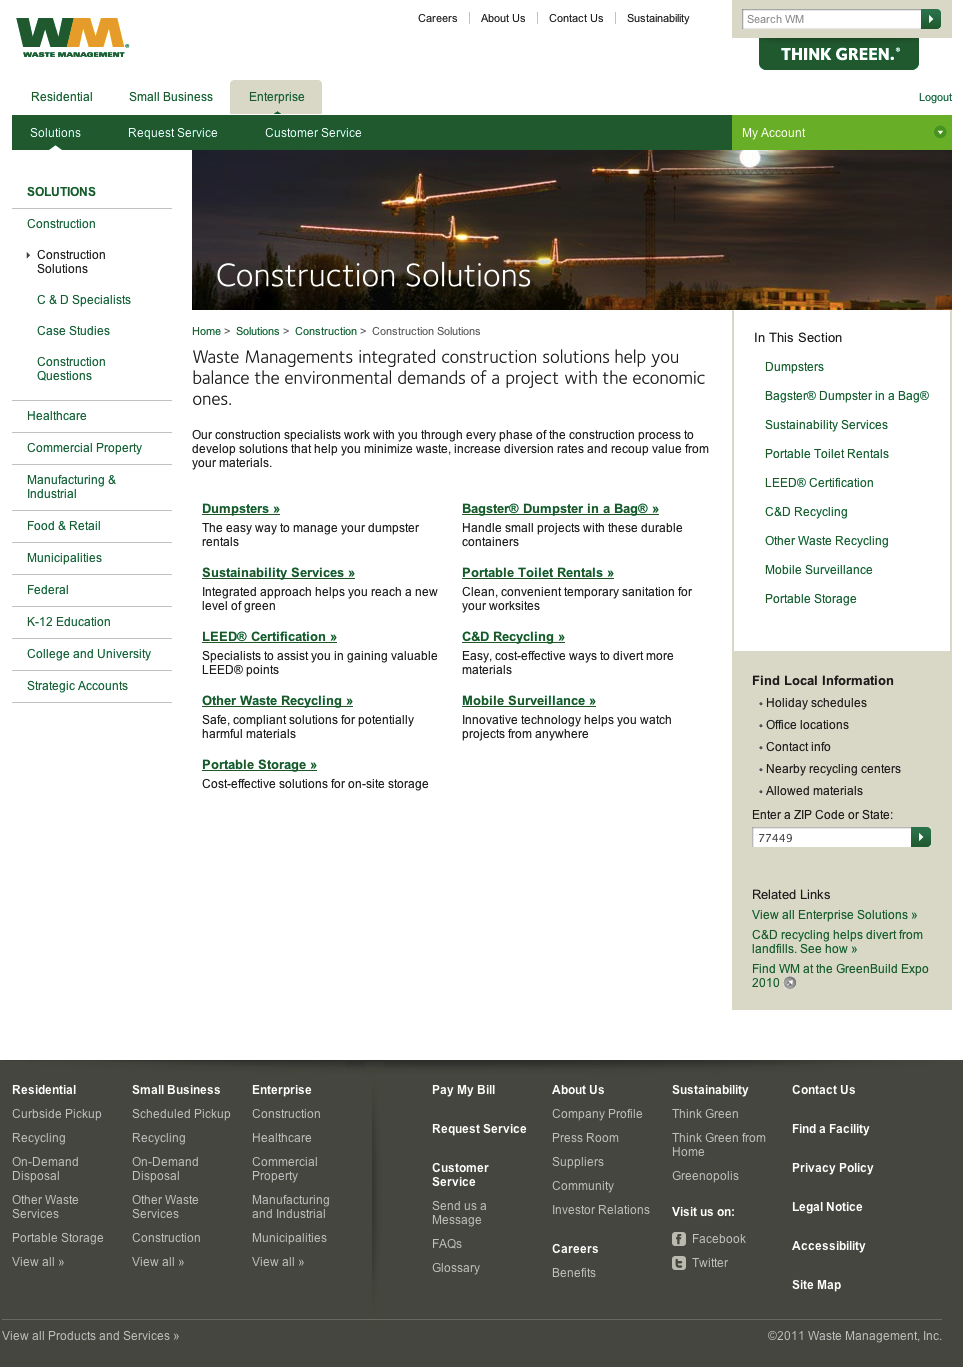 WM®
WASTE MANAGEMENT
Careers
About Us
Contact Us
Sustainability
Search WM
THINK GREEN.®
Residential
Small Business
Enterprise
Logout
Solutions
Request Service
Customer Service
My Account
SOLUTIONS
Construction
Construction
Solutions
C & D Specialists
Case Studies
Construction
Questions
Healthcare
Commercial Property
Manufacturing &
Industrial
Food & Retail
Municipalities
Federal
K-12 Education
College and University
Strategic Accounts
Construction Solutions
Home > Solutions > Construction > Construction Solutions
Waste Managements integrated construction solutions help you
balance the environmental demands of a project with the economic
ones.
Our construction specialists work with you through every phase of the construction process to
develop solutions that help you minimize waste, increase diversion rates and recoup value from
your materials.
Dumpsters »
The easy way to manage your dumpster
rentals
Bagster® Dumpster in a Bag® »
Handle small projects with these durable
containers
Sustainability Services »
Integrated approach helps you reach a new
level of green
Portable Toilet Rentals »
Clean, convenient temporary sanitation for
your worksites
LEED® Certification »
Specialists to assist you in gaining valuable
LEED® points
C&D Recycling »
Easy, cost-effective ways to divert more
materials
Other Waste Recycling »
Safe, compliant solutions for potentially
harmful materials
Mobile Surveillance »
Innovative technology helps you watch
projects from anywhere
Portable Storage »
Cost-effective solutions for on-site storage
In This Section
Dumpsters
Bagster® Dumpster in a Bag®
Sustainability Services
Portable Toilet Rentals
LEED® Certification
C&D Recycling
Other Waste Recycling
Mobile Surveillance
Portable Storage
Find Local Information
• Holiday schedules
• Office locations
• Contact info
• Nearby recycling centers
• Allowed materials
Enter a ZIP Code or State:
77449
Related Links
View all Enterprise Solutions »
C&D recycling helps divert from
landfills. See how »
Find WM at the GreenBuild Expo
2010
Residential
Curbside Pickup
Recycling
On-Demand
Disposal
Other Waste
Services
Portable Storage
View all »
Small Business
Scheduled Pickup
Recycling
On-Demand
Disposal
Other Waste
Services
Construction
View all »
Enterprise
Construction
Healthcare
Commercial
Property
Manufacturing
and Industrial
Municipalities
View all »
Pay My Bill
Request Service
Customer
Service
Send us a
Message
FAQs
Glossary
About Us
Company Profile
Press Room
Suppliers
Community
Investor Relations
Careers
Benefits
Sustainability
Think Green
Think Green from
Home
Greenopolis
Visit us on:
Facebook
Twitter
Contact Us
Find a Facility
Privacy Policy
Legal Notice
Accessibility
Site Map
View all Products and Services »
©2011 Waste Management, Inc.